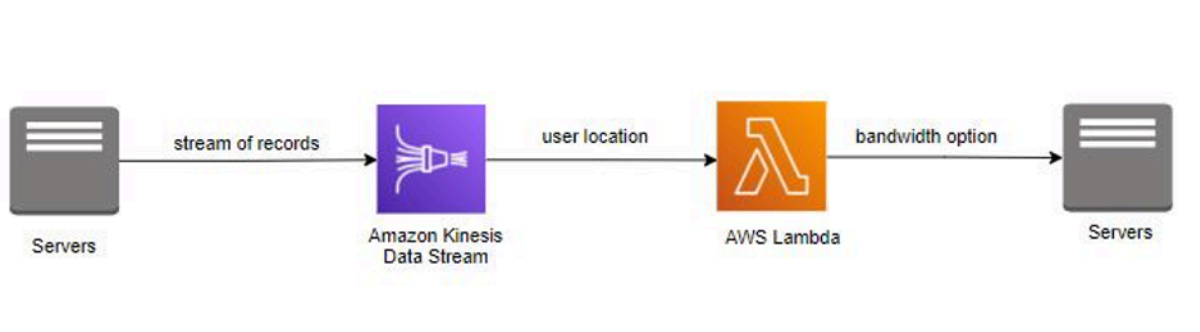 stream of records
user location
bandwidth option
Servers
Amazon Kinesis
Data Stream
AWS Lambda
Servers